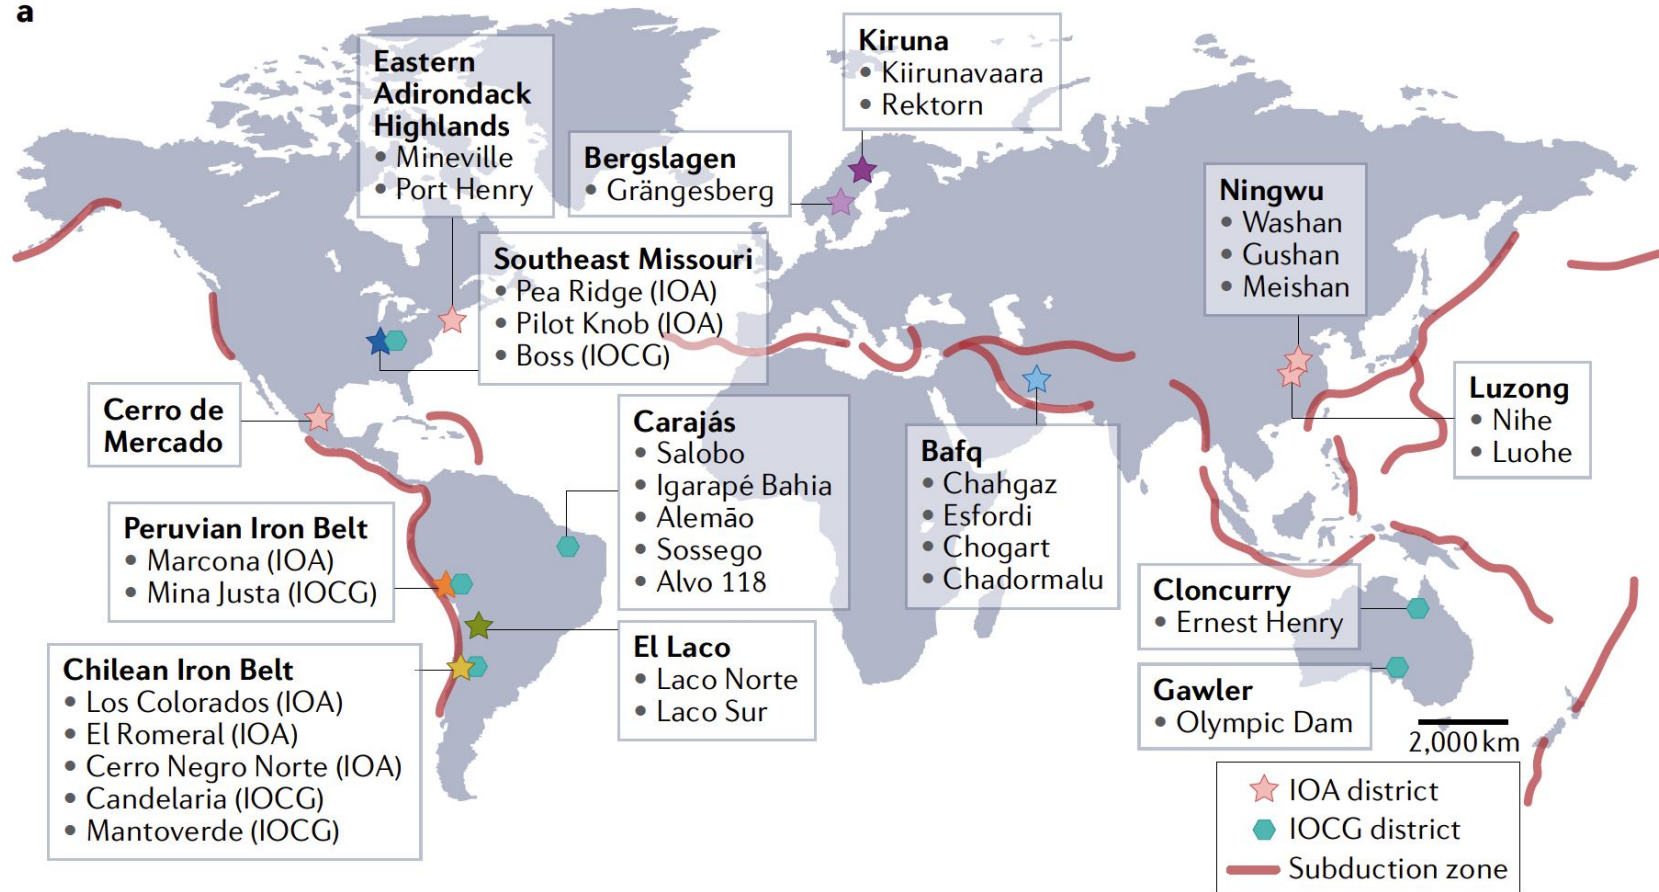 a
Eastern
Adirondack
Highlands
• Mineville
• Port Henry
Kiruna
• Kiirunavaara
• Rektorn
Bergslagen
• Grängesberg
Ningwu
• Washan
• Gushan
• Meishan
Southeast Missouri
• Pea Ridge (IOA)
• Pilot Knob (IOA)
• Boss (IOCG)
Cerro de
Mercado
Carajás
• Salobo
• Igarapé Bahia
• Alemão
• Sossego
• Alvo 118
Bafq
• Chahgaz
• Esfordi
• Chogart
• Chadormalu
Luzong
• Nihe
• Luohe
Peruvian Iron Belt
• Marcona (IOA)
• Mina Justa (IOCG)
Cloncurry
• Ernest Henry
El Laco
• Laco Norte
• Laco Sur
Chilean Iron Belt
• Los Colorados (IOA)
• El Romeral (IOA)
• Cerro Negro Norte (IOA)
• Candelaria (IOCG)
• Mantoverde (IOCG)
Gawler
• Olympic Dam
2,000 km
IOA district
IOCG district
Subduction zone